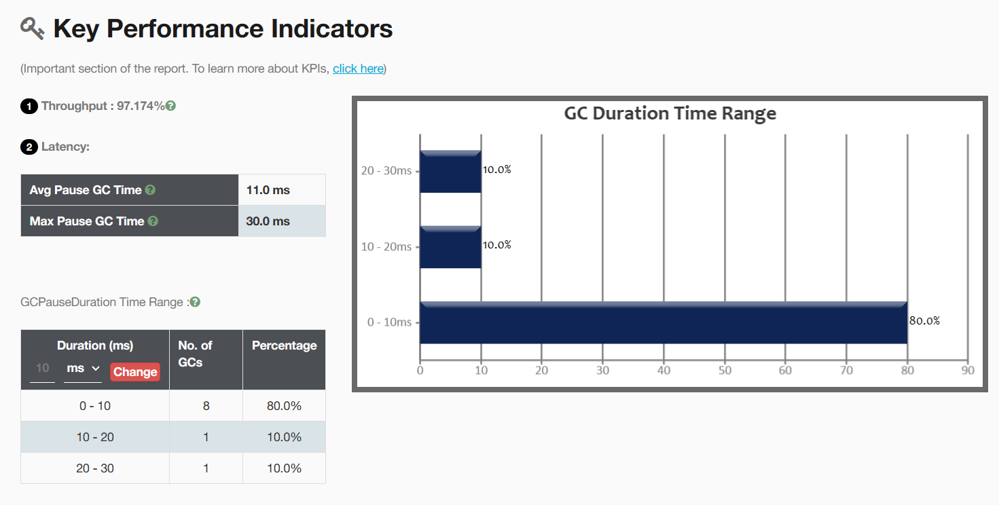 Key Performance Indicators
(Important section of the report. To learn more about KPIs, click here)
1 Throughput : 97.174%?
2 Latency:
Avg Pause GC Time ? 11.0 ms
Max Pause GC Time ? 30.0 ms
GCPauseDuration Time Range :?
Duration (ms) No. of GCs Percentage
10 ms Change
0 - 10 8 80.0%
10 - 20 1 10.0%
20 - 30 1 10.0%
GC Duration Time Range
20 - 30ms 10.0%
10 - 20ms 10.0%
0 - 10ms 80.0%
0 10 20 30 40 50 60 70 80 90